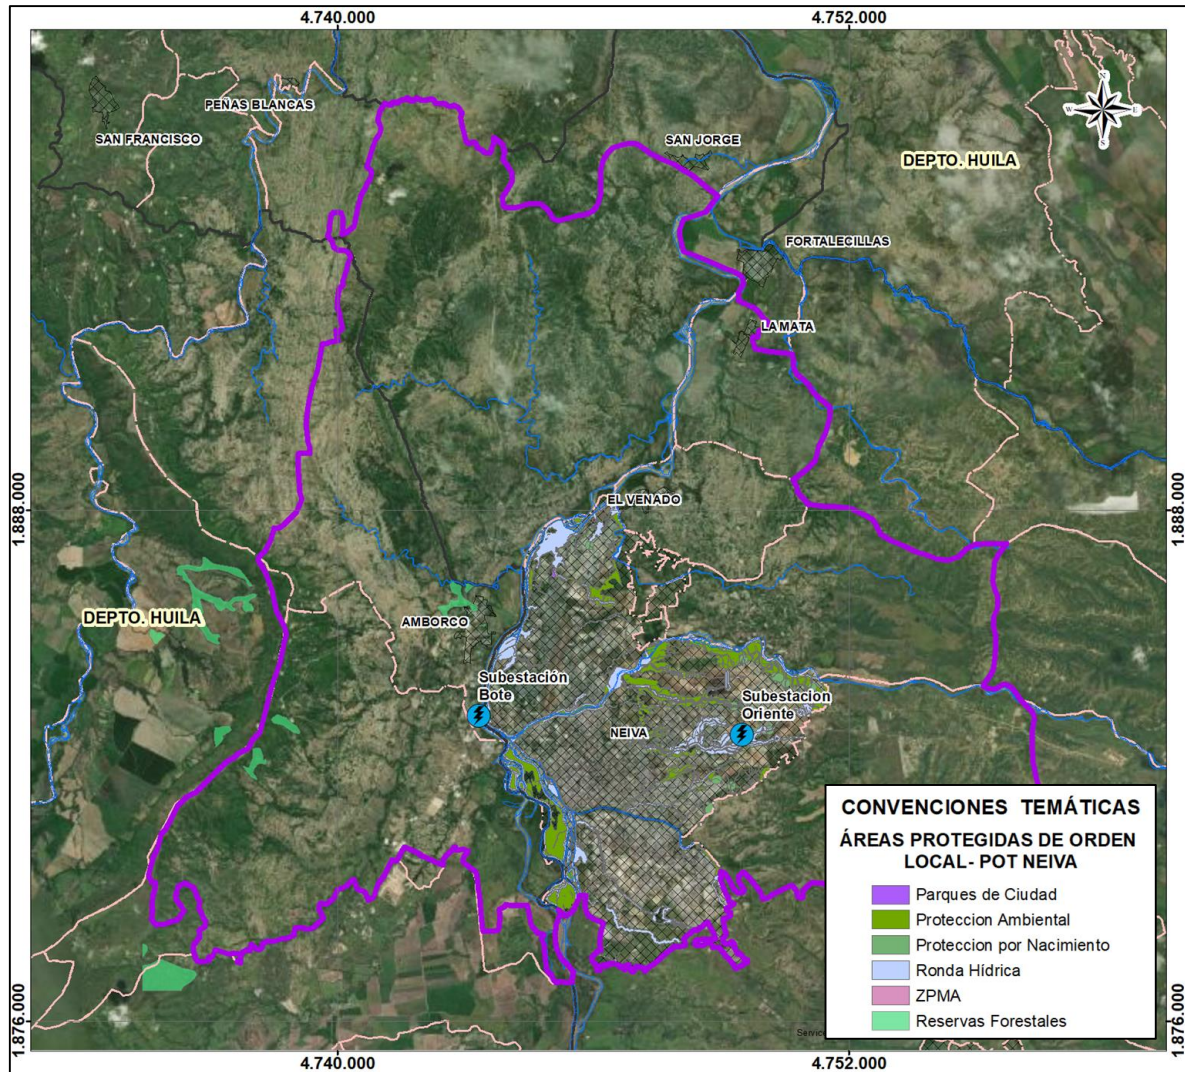 4.740.000
4.752.000
N
W
E
S
PEÑAS BLANCAS
SAN FRANCISCO
SAN JORGE
DEPTO. HUILA
FORTALECILLAS
LA MATA
1.888.000
1.888.000
EL VENADO
DEPTO. HUILA
AMBORCO
Subestación
Bote
Subestacion
Oriente
NEIVA
CONVENCIONES TEMÁTICAS
ÁREAS PROTEGIDAS DE ORDEN
LOCAL- POT NEIVA
Parques de Ciudad
Proteccion Ambiental
Proteccion por Nacimiento
Ronda Hídrica
ZPMA
Reservas Forestales
1.876.000
1.876.000
Service
4.740.000
4.752.000